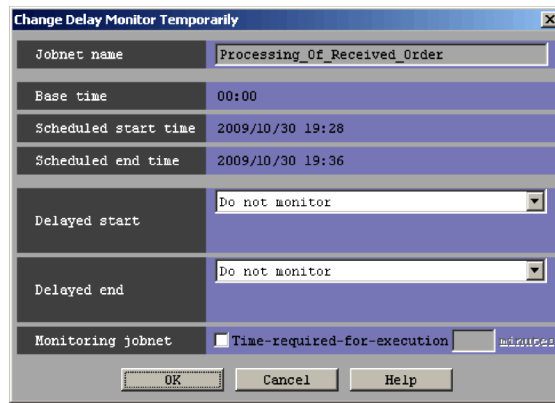 Change Delay Monitor Temporarily
Jobnet name Processing_Of_Received_Order
Base time 00:00
Scheduled start time 2009/10/30 19:28
Scheduled end time 2009/10/30 19:36
Delayed start Do not monitor
Delayed end Do not monitor
Monitoring jobnet Time-required-for-execution minutes
OK Cancel Help